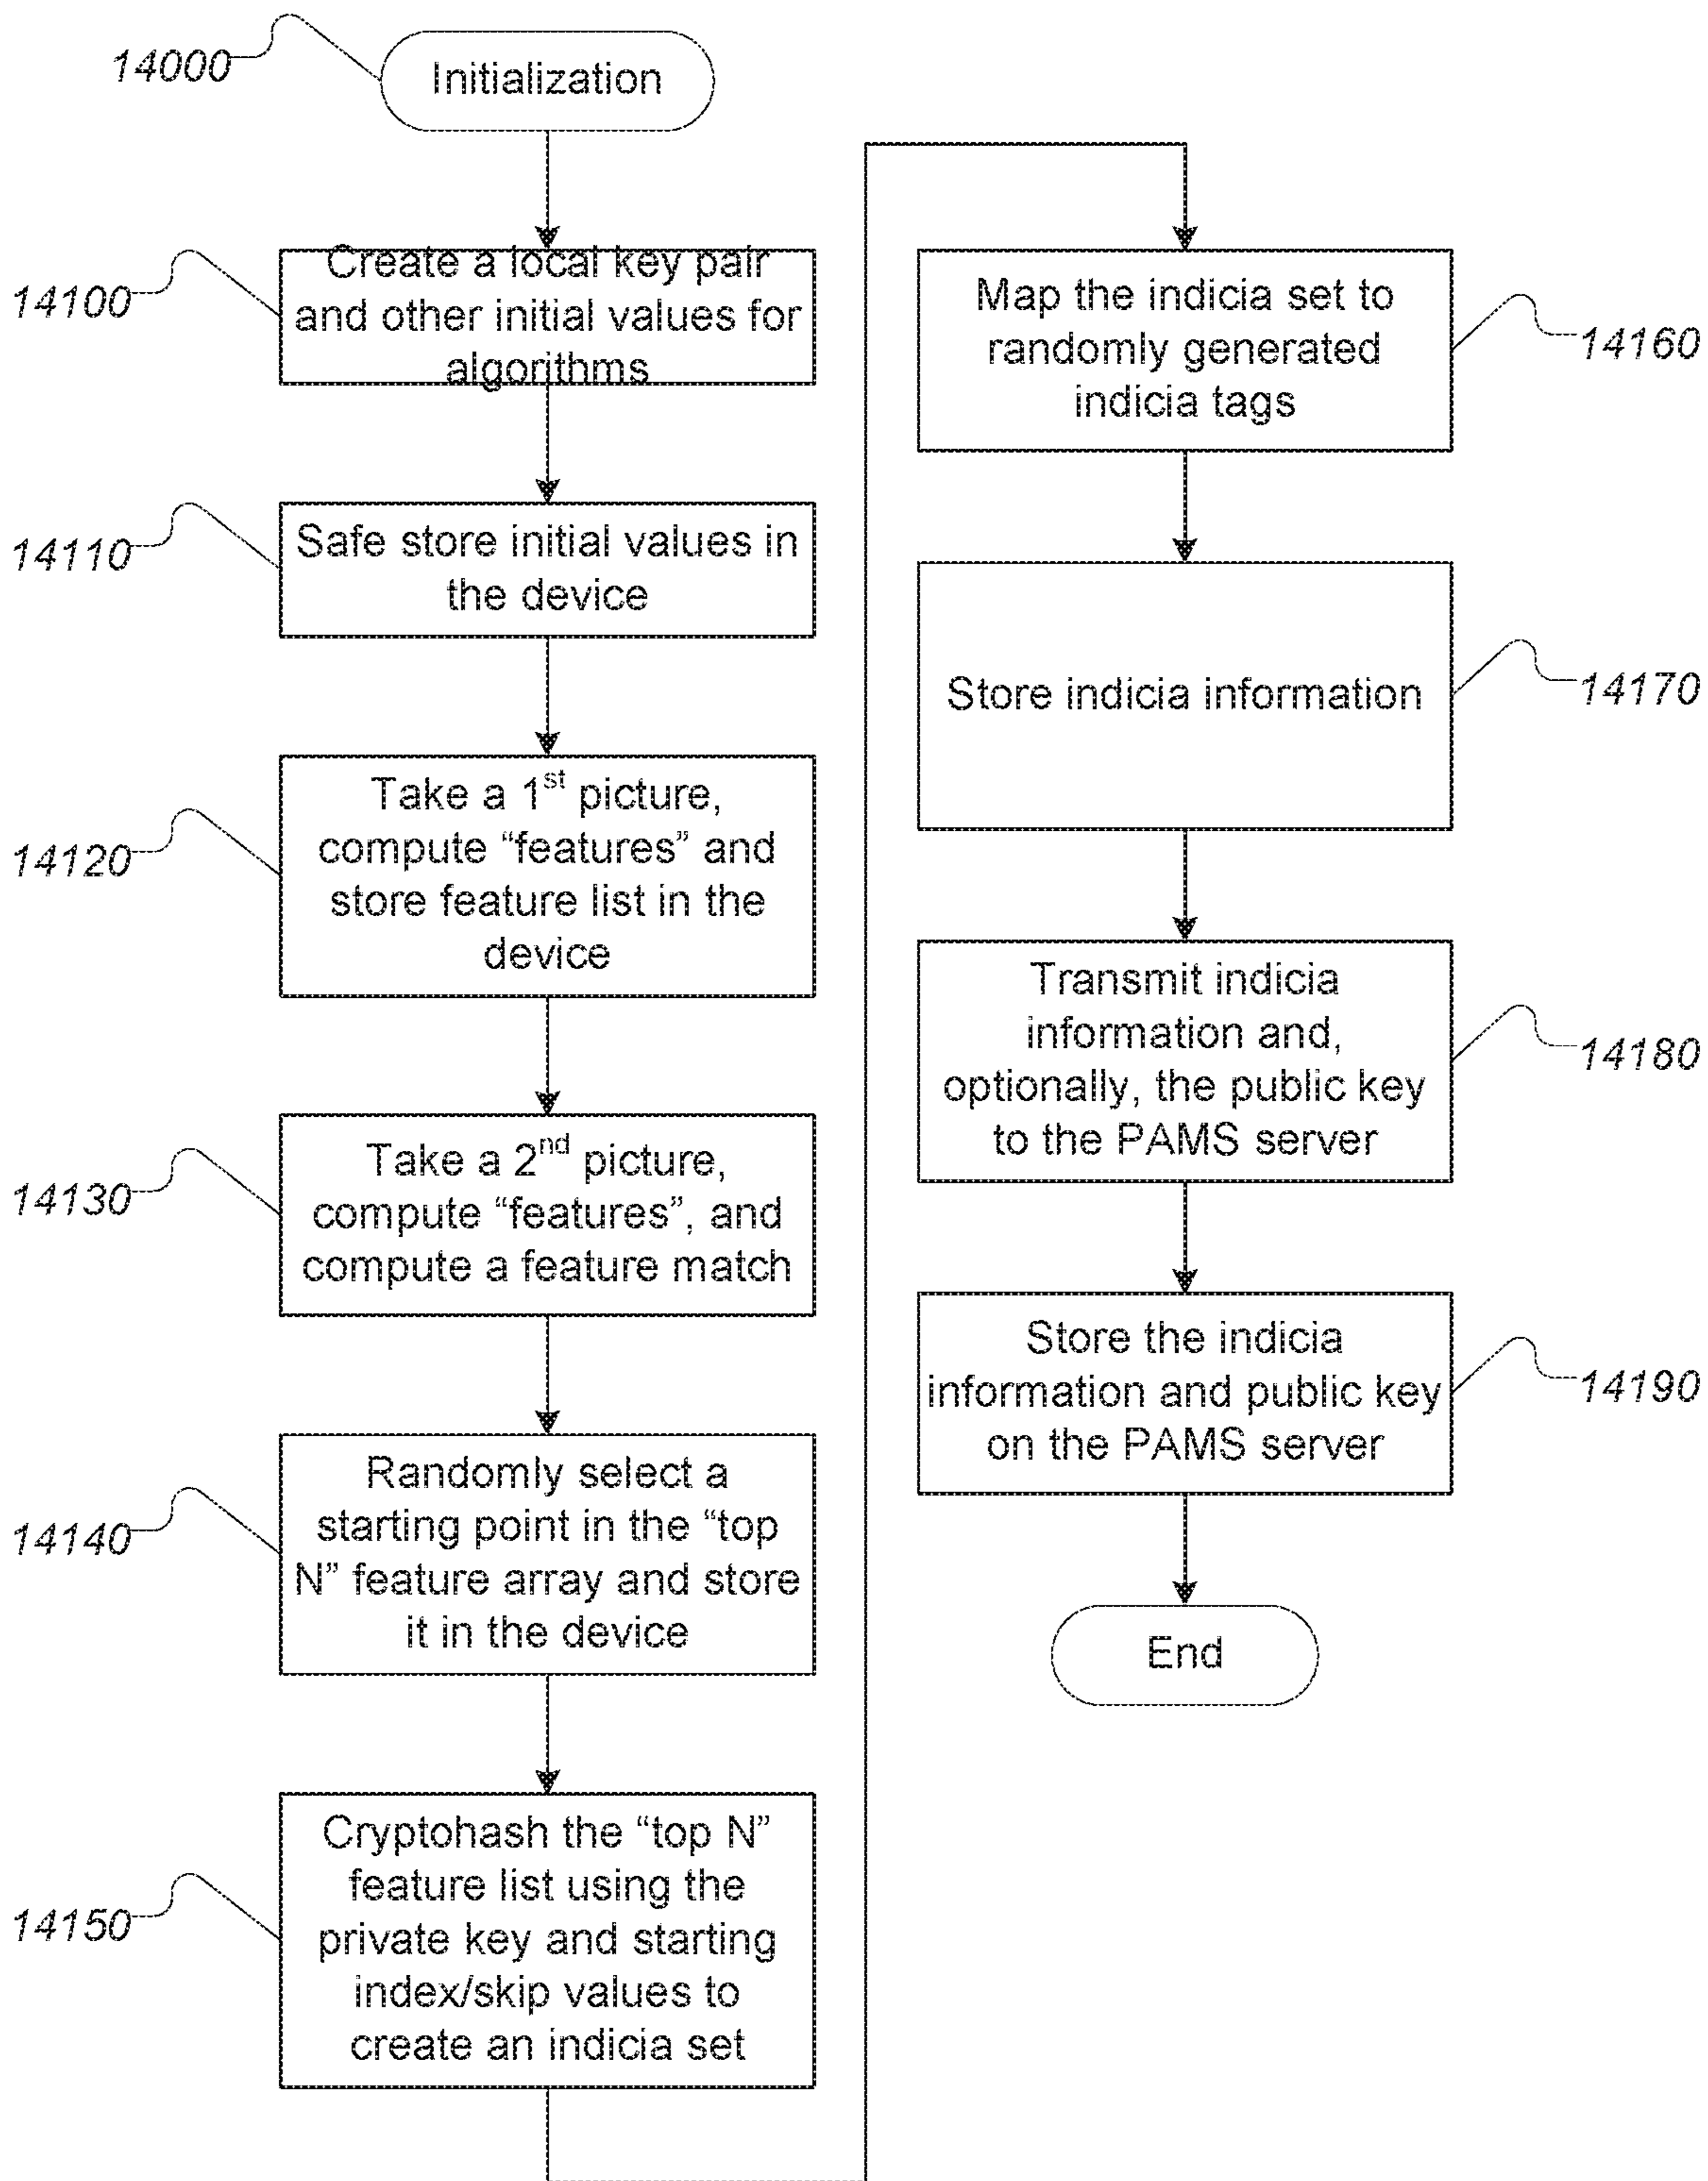 14000
Initialization
14100
Create a local key pair
and other initial values for
algorithms
14110
Safe store initial values in
the device
14120
Take a 1st picture,
compute “features” and
store feature list in the
device
14130
Take a 2nd picture,
compute “features”, and
compute a feature match
14140
Randomly select a
starting point in the “top
N” feature array and store
it in the device
14150
Cryptohash the “top N”
feature list using the
private key and starting
index/skip values to
create an indicia set
Map the indicia set to
randomly generated
indicia tags
14160
Store indicia information
14170
Transmit indicia
information and,
optionally, the public key
to the PAMS server
14180
Store the indicia
information and public key
on the PAMS server
14190
End